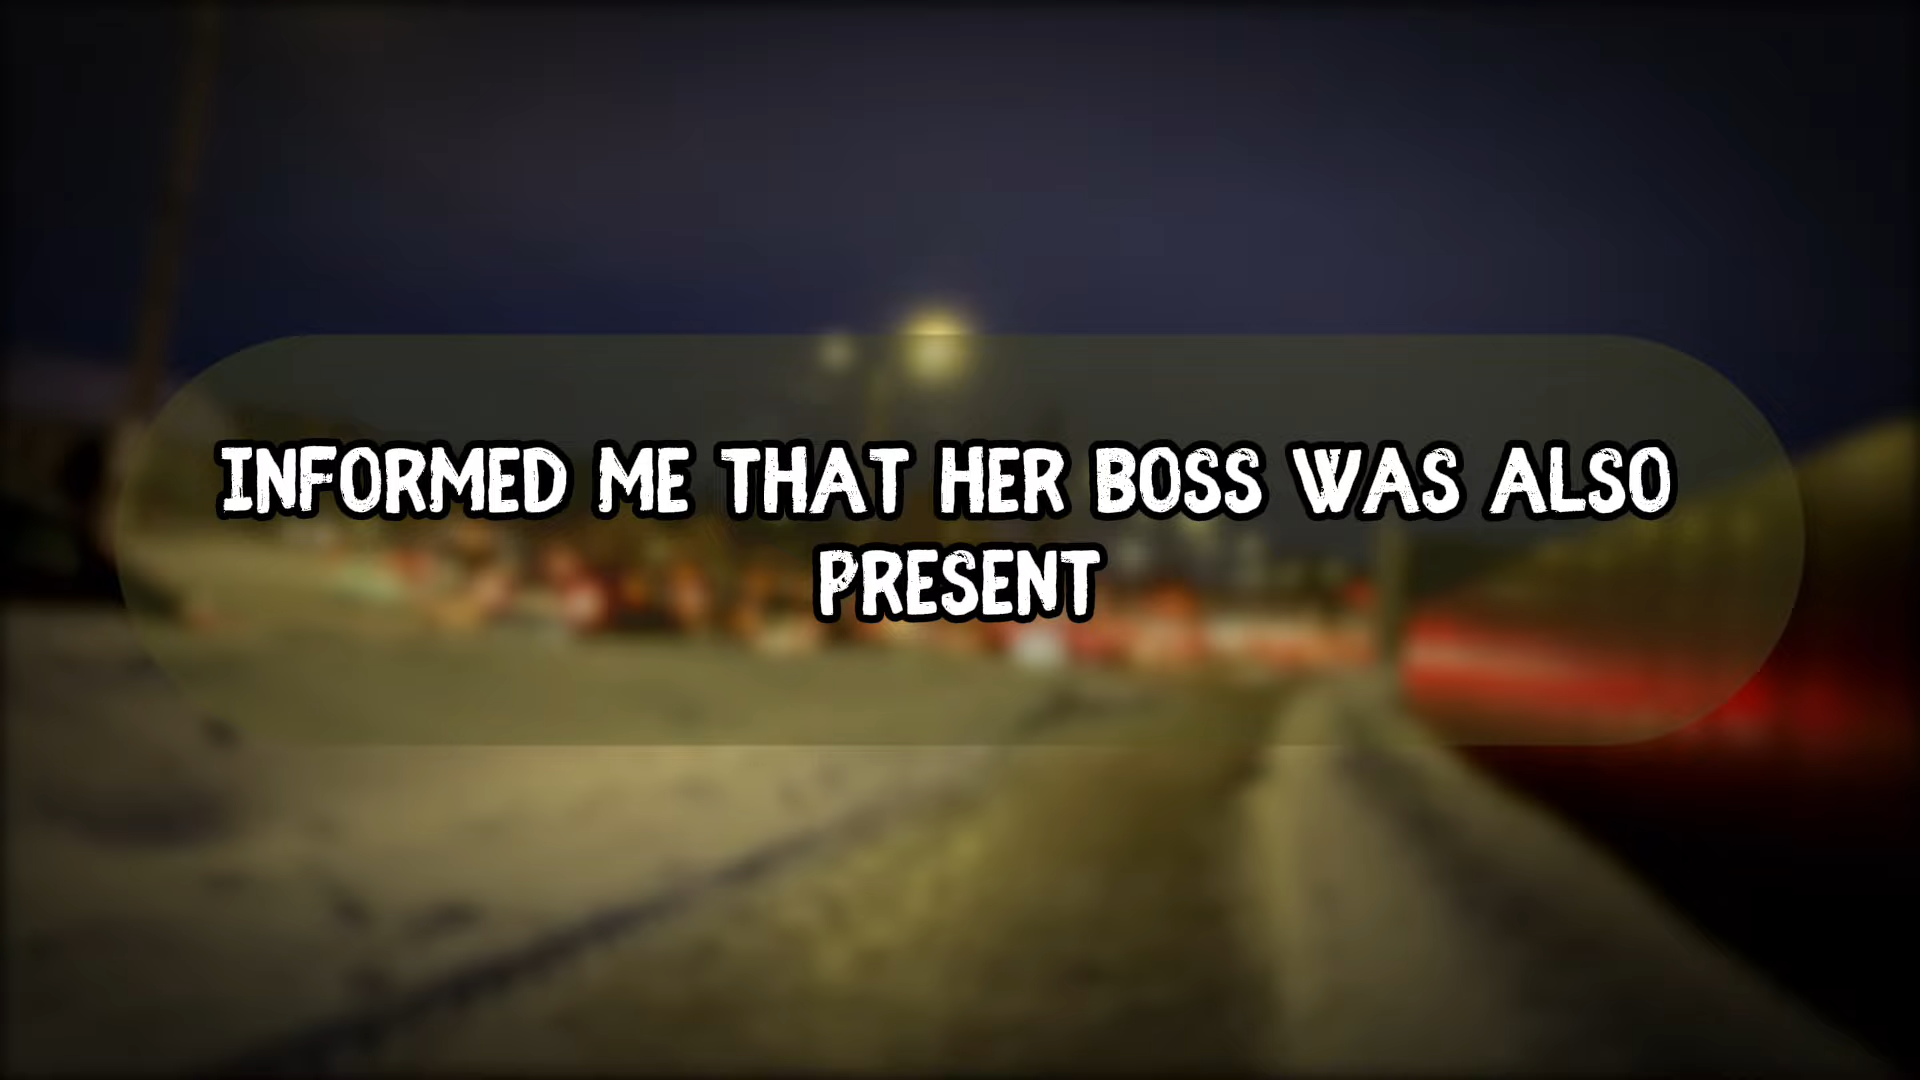 INFORMED ME THAT HER BOSS WAS ALSO
PRESENT